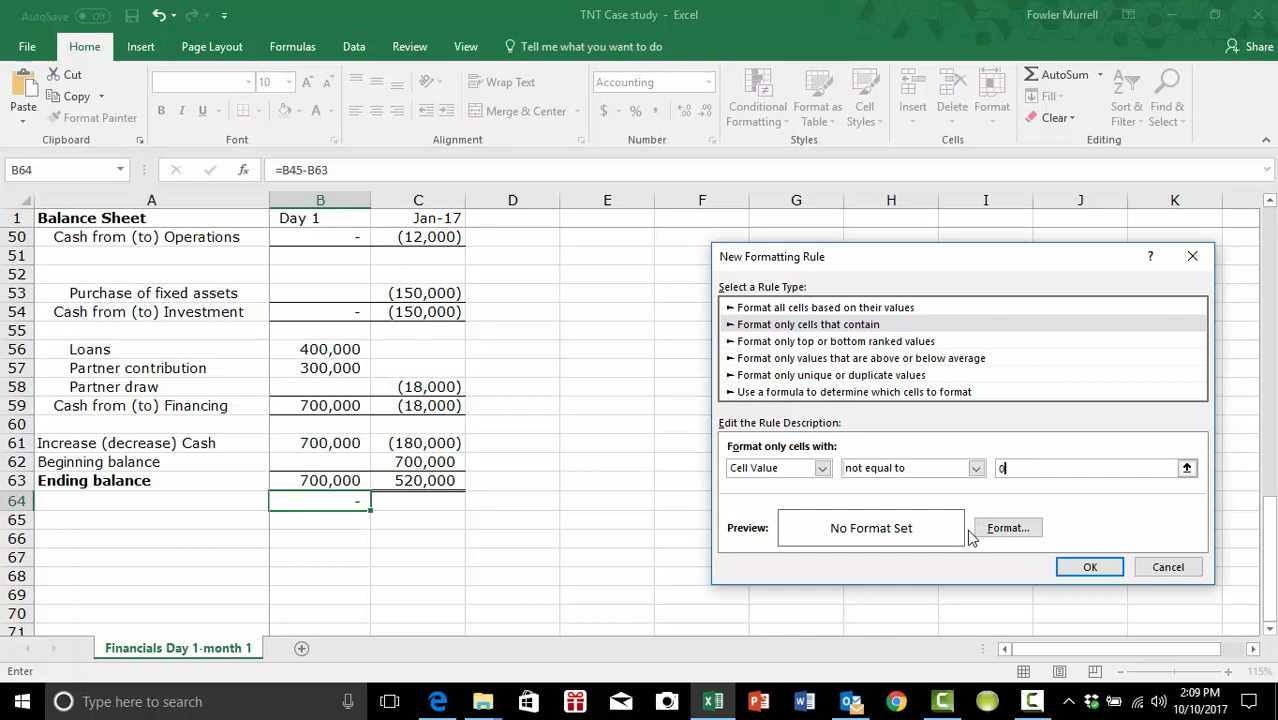 AutoSave Off TNT Case study - Excel Fowler Murrell
File Home Insert Page Layout Formulas Data Review View Tell me what you want to do Share
Paste Cut Copy Format Painter
10 A A Wrap Text Merge & Center
B I U A
Accounting $ % ,
Conditional Formatting Format as Table Cell Styles
Insert Delete Format
AutoSum Fill Clear Sort & Filter Find & Select
Clipboard Font Alignment Number Styles Cells Editing
B64 fx =B45-B63
A B C D E F G H I J K
1 Balance Sheet Day 1 Jan-17
50 Cash from (to) Operations - (12,000)
51
52
53 Purchase of fixed assets (150,000)
54 Cash from (to) Investment - (150,000)
55
56 Loans 400,000
57 Partner contribution 300,000
58 Partner draw (18,000)
59 Cash from (to) Financing 700,000 (18,000)
60
61 Increase (decrease) Cash 700,000 (180,000)
62 Beginning balance 700,000
63 Ending balance 700,000 520,000
64 -
65
66
67
68
69
70
71
New Formatting Rule ?
Select a Rule Type:
► Format all cells based on their values
► Format only cells that contain
► Format only top or bottom ranked values
► Format only values that are above or below average
► Format only unique or duplicate values
► Use a formula to determine which cells to format
Edit the Rule Description:
Format only cells with:
Cell Value not equal to 0
Preview: No Format Set Format...
OK Cancel
Financials Day 1-month 1
Enter 115%
Type here to search
2:09 PM
10/10/2017